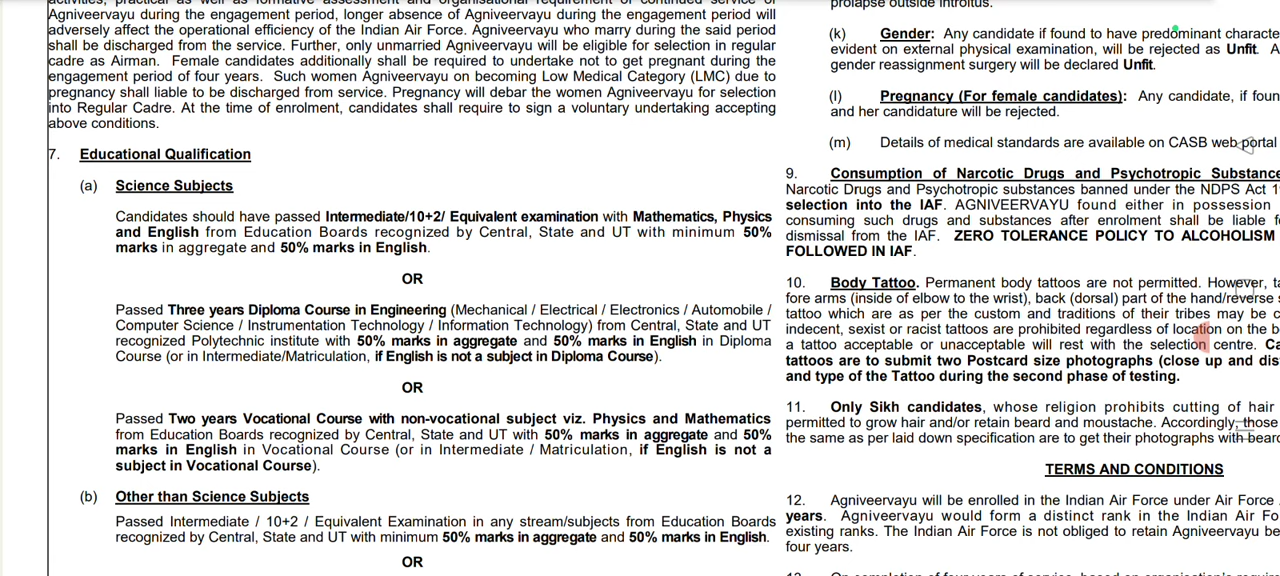 activities, practical as well as formative assessment and organisational requirement of continued service of
Agniveervayu during the engagement period, longer absence of Agniveervayu during the engagement period will
adversely affect the operational efficiency of the Indian Air Force. Agniveervayu who marry during the said period
shall be discharged from the service. Further, only unmarried Agniveervayu will be eligible for selection in regular
cadre as Airman. Female candidates additionally shall be required to undertake not to get pregnant during the
engagement period of four years. Such women Agniveervayu on becoming Low Medical Category (LMC) due to
pregnancy shall liable to be discharged from service. Pregnancy will debar the women Agniveervayu for selection
into Regular Cadre. At the time of enrolment, candidates shall require to sign a voluntary undertaking accepting
above conditions.
7. Educational Qualification
(a) Science Subjects
Candidates should have passed Intermediate/10+2/ Equivalent examination with Mathematics, Physics
and English from Education Boards recognized by Central, State and UT with minimum 50%
marks in aggregate and 50% marks in English.
OR
Passed Three years Diploma Course in Engineering (Mechanical / Electrical / Electronics / Automobile /
Computer Science / Instrumentation Technology / Information Technology) from Central, State and UT
recognized Polytechnic institute with 50% marks in aggregate and 50% marks in English in Diploma
Course (or in Intermediate/Matriculation, if English is not a subject in Diploma Course).
OR
Passed Two years Vocational Course with non-vocational subject viz. Physics and Mathematics
from Education Boards recognized by Central, State and UT with 50% marks in aggregate and 50%
marks in English in Vocational Course (or in Intermediate / Matriculation, if English is not a
subject in Vocational Course).
(b) Other than Science Subjects
Passed Intermediate / 10+2 / Equivalent Examination in any stream/subjects from Education Boards
recognized by Central, State and UT with minimum 50% marks in aggregate and 50% marks in English.
OR
prolapse outside introitus.
(k) Gender: Any candidate if found to have predominant characte
evident on external physical examination, will be rejected as Unfit. A
gender reassignment surgery will be declared Unfit.
(l) Pregnancy (For female candidates): Any candidate, if foun
and her candidature will be rejected.
(m) Details of medical standards are available on CASB web portal
9. Consumption of Narcotic Drugs and Psychotropic Substance
Narcotic Drugs and Psychotropic substances banned under the NDPS Act 1
selection into the IAF. AGNIVEERVAYU found either in possession
consuming such drugs and substances after enrolment shall be liable f
dismissal from the IAF. ZERO TOLERANCE POLICY TO ALCOHOLISM
FOLLOWED IN IAF.
10. Body Tattoo. Permanent body tattoos are not permitted. However, ta
fore arms (inside of elbow to the wrist), back (dorsal) part of the hand/reverse s
tattoo which are as per the custom and traditions of their tribes may be c
indecent, sexist or racist tattoos are prohibited regardless of location on the b
a tattoo acceptable or unacceptable will rest with the selection centre. Ca
tattoos are to submit two Postcard size photographs (close up and dis
and type of the Tattoo during the second phase of testing.
11. Only Sikh candidates, whose religion prohibits cutting of hair
permitted to grow hair and/or retain beard and moustache. Accordingly, those
the same as per laid down specification are to get their photographs with beard
TERMS AND CONDITIONS
12. Agniveervayu will be enrolled in the Indian Air Force under Air Force
years. Agniveervayu would form a distinct rank in the Indian Air Fo
existing ranks. The Indian Air Force is not obliged to retain Agniveervayu be
four years.